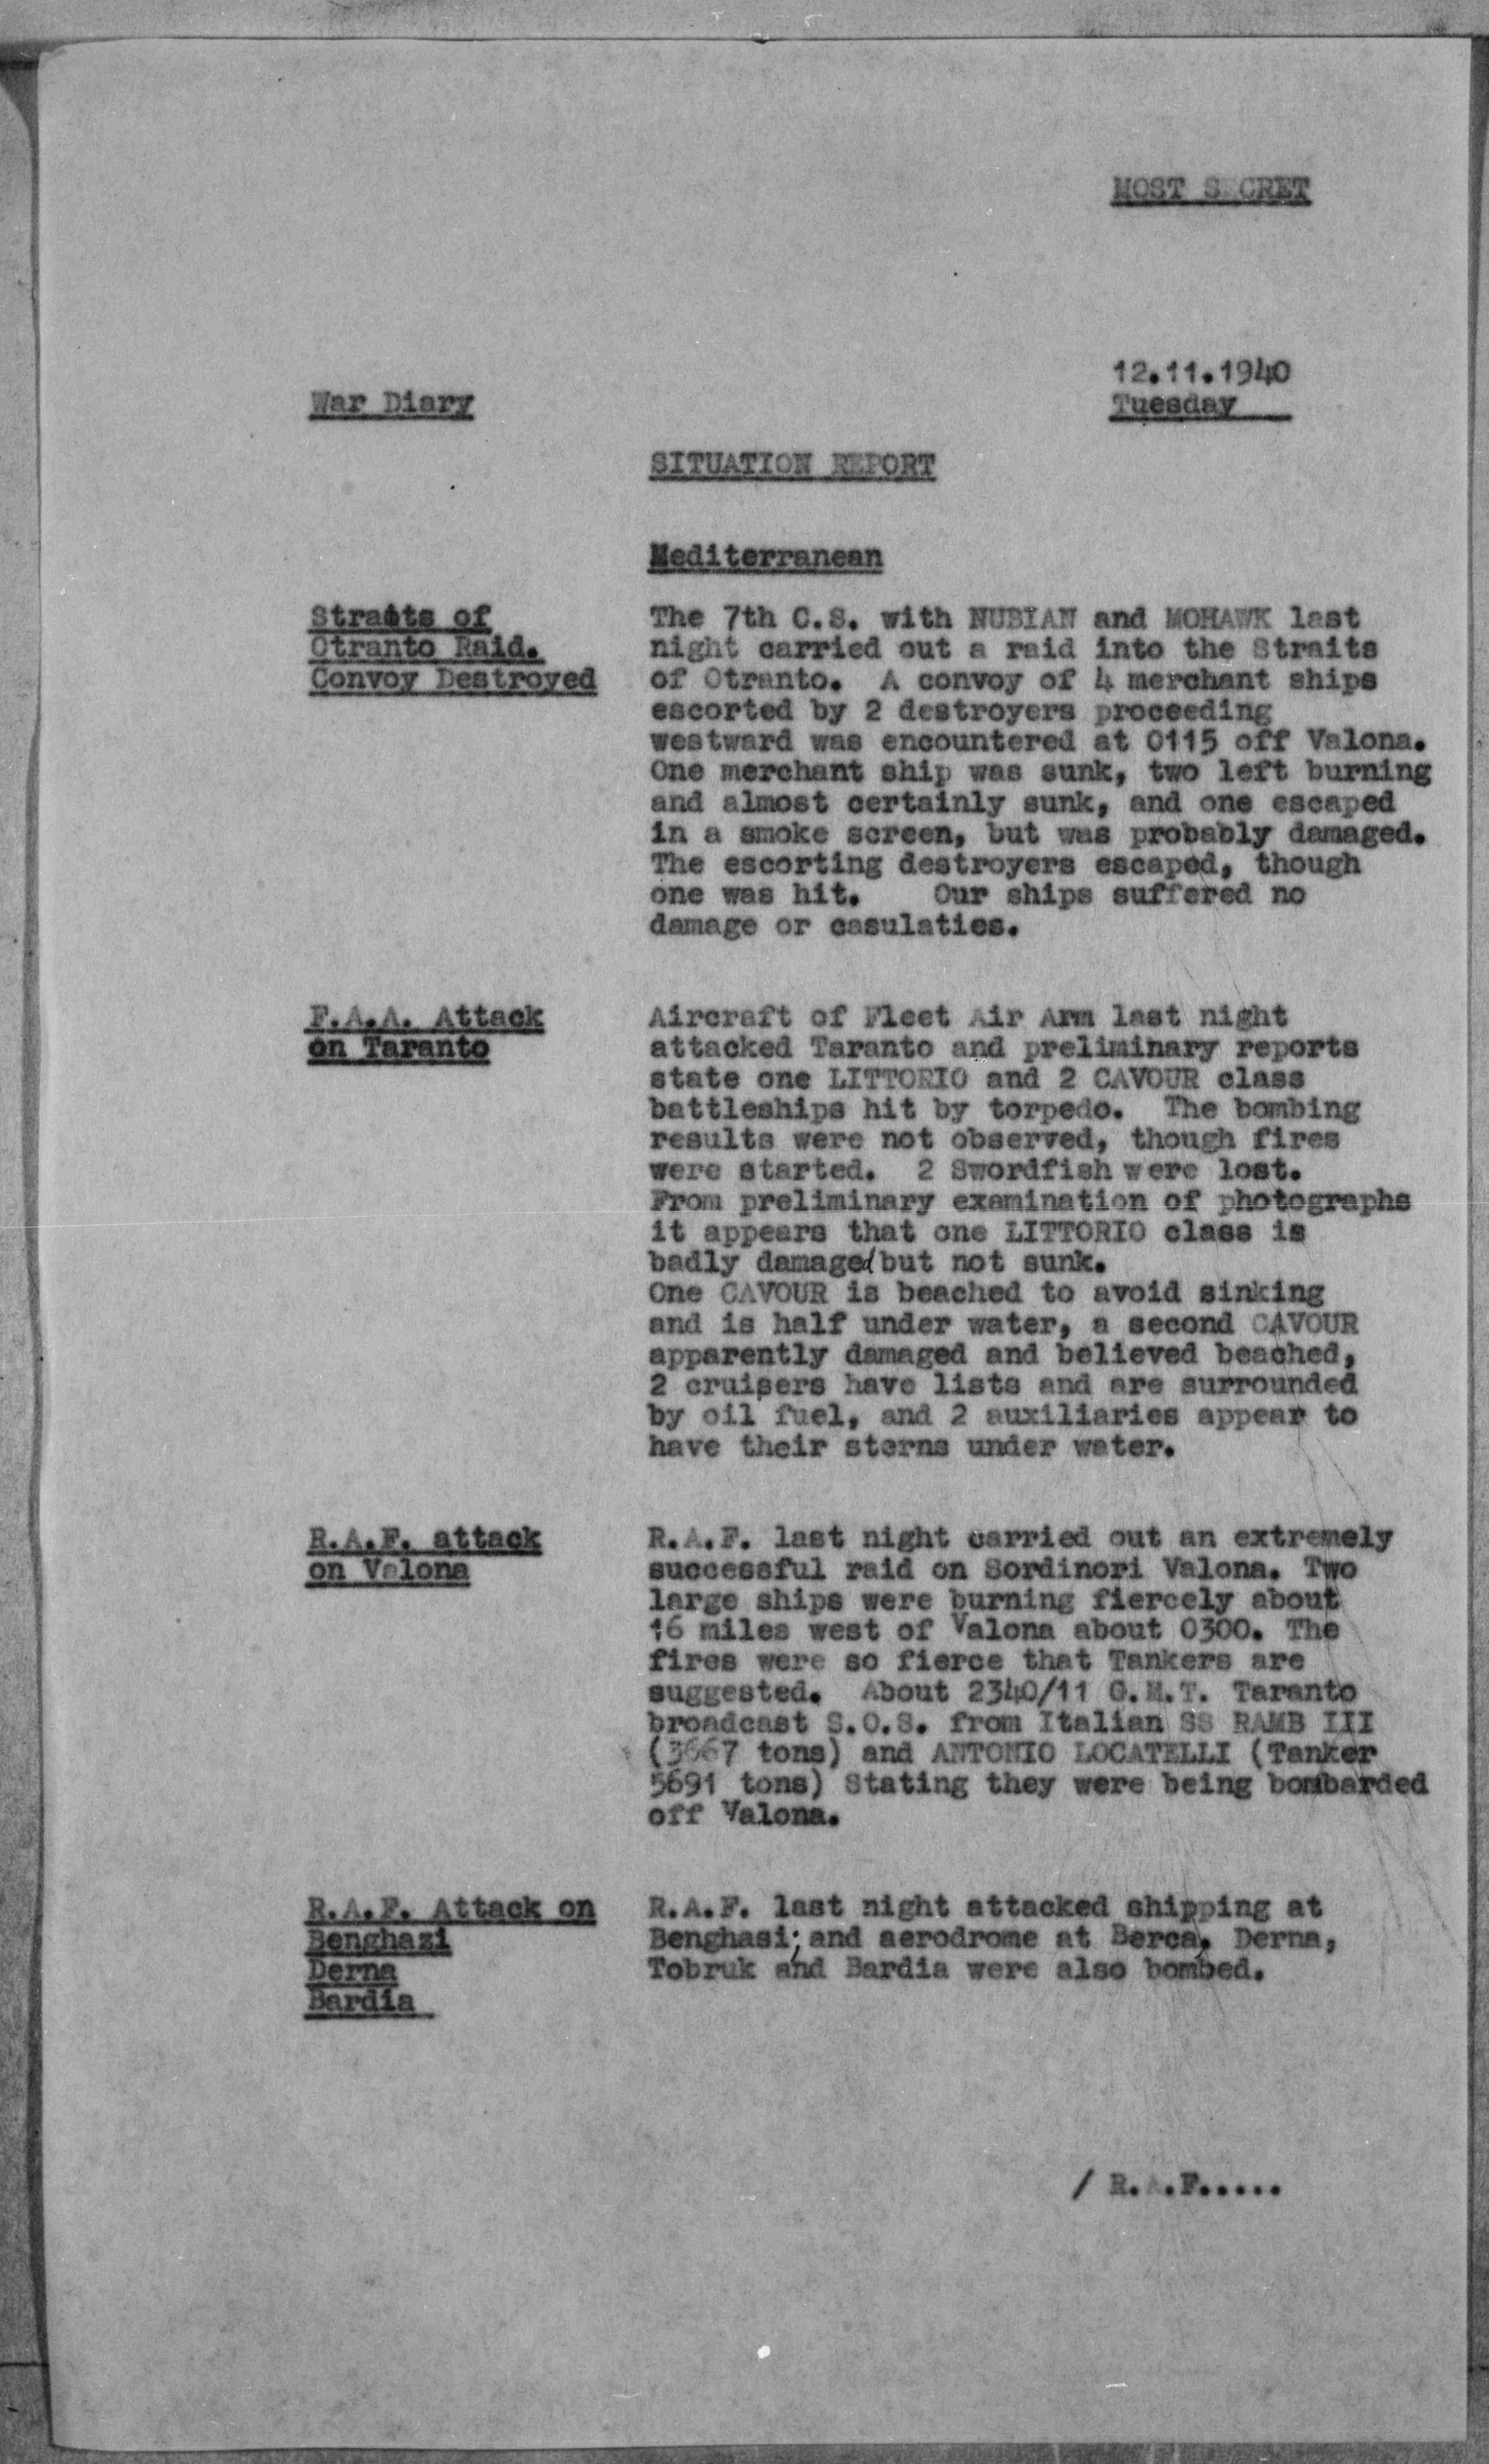 MOST SECRET
12.11.1940
War Diary
Tuesday
SITUATION REPORT
Mediterranean
Straits of
Otranto Raid.
Convoy Destroyed
The 7th C.S. with NUBIAN and MOHAWK last
night carried out a raid into the Straits
of Otranto. A convoy of 4 merchant ships
escorted by 2 destroyers proceeding
westward was encountered at 0115 off Valona.
One merchant ship was sunk, two left burning
and almost certainly sunk, and one escaped
in a smoke screen, but was probably damaged.
The escorting destroyers escaped, though
one was hit. Our ships suffered no
damage or casulaties.
F.A.A. Attack
on Taranto
Aircraft of Fleet Air Arm last night
attacked Taranto and preliminary reports
state one LITTORIO and 2 CAVOUR class
battleships hit by torpedo. The bombing
results were not observed, though fires
were started. 2 Swordfish were lost.
From preliminary examination of photographs
it appears that one LITTORIO class is
badly damaged but not sunk.
One CAVOUR is beached to avoid sinking
and is half under water, a second CAVOUR
apparently damaged and believed beached,
2 cruisers have lists and are surrounded
by oil fuel, and 2 auxiliaries appear to
have their sterns under water.
R.A.F. attack
on Valona
R.A.F. last night carried out an extremely
successful raid on Sordinori Valona. Two
large ships were burning fiercely about
16 miles west of Valona about 0300. The
fires were so fierce that Tankers are
suggested. About 2340/11 G.M.T. Taranto
broadcast S.O.S. from Italian SS RAMB III
(3667 tons) and ANTONIO LOCATELLI (Tanker
5691 tons) Stating they were being bombarded
off Valona.
R.A.F. Attack on
Benghazi
Derna
Bardia
R.A.F. last night attacked shipping at
Benghasi; and aerodrome at Berca. Derna,
Tobruk and Bardia were also bombed.
/ R.A.F.....